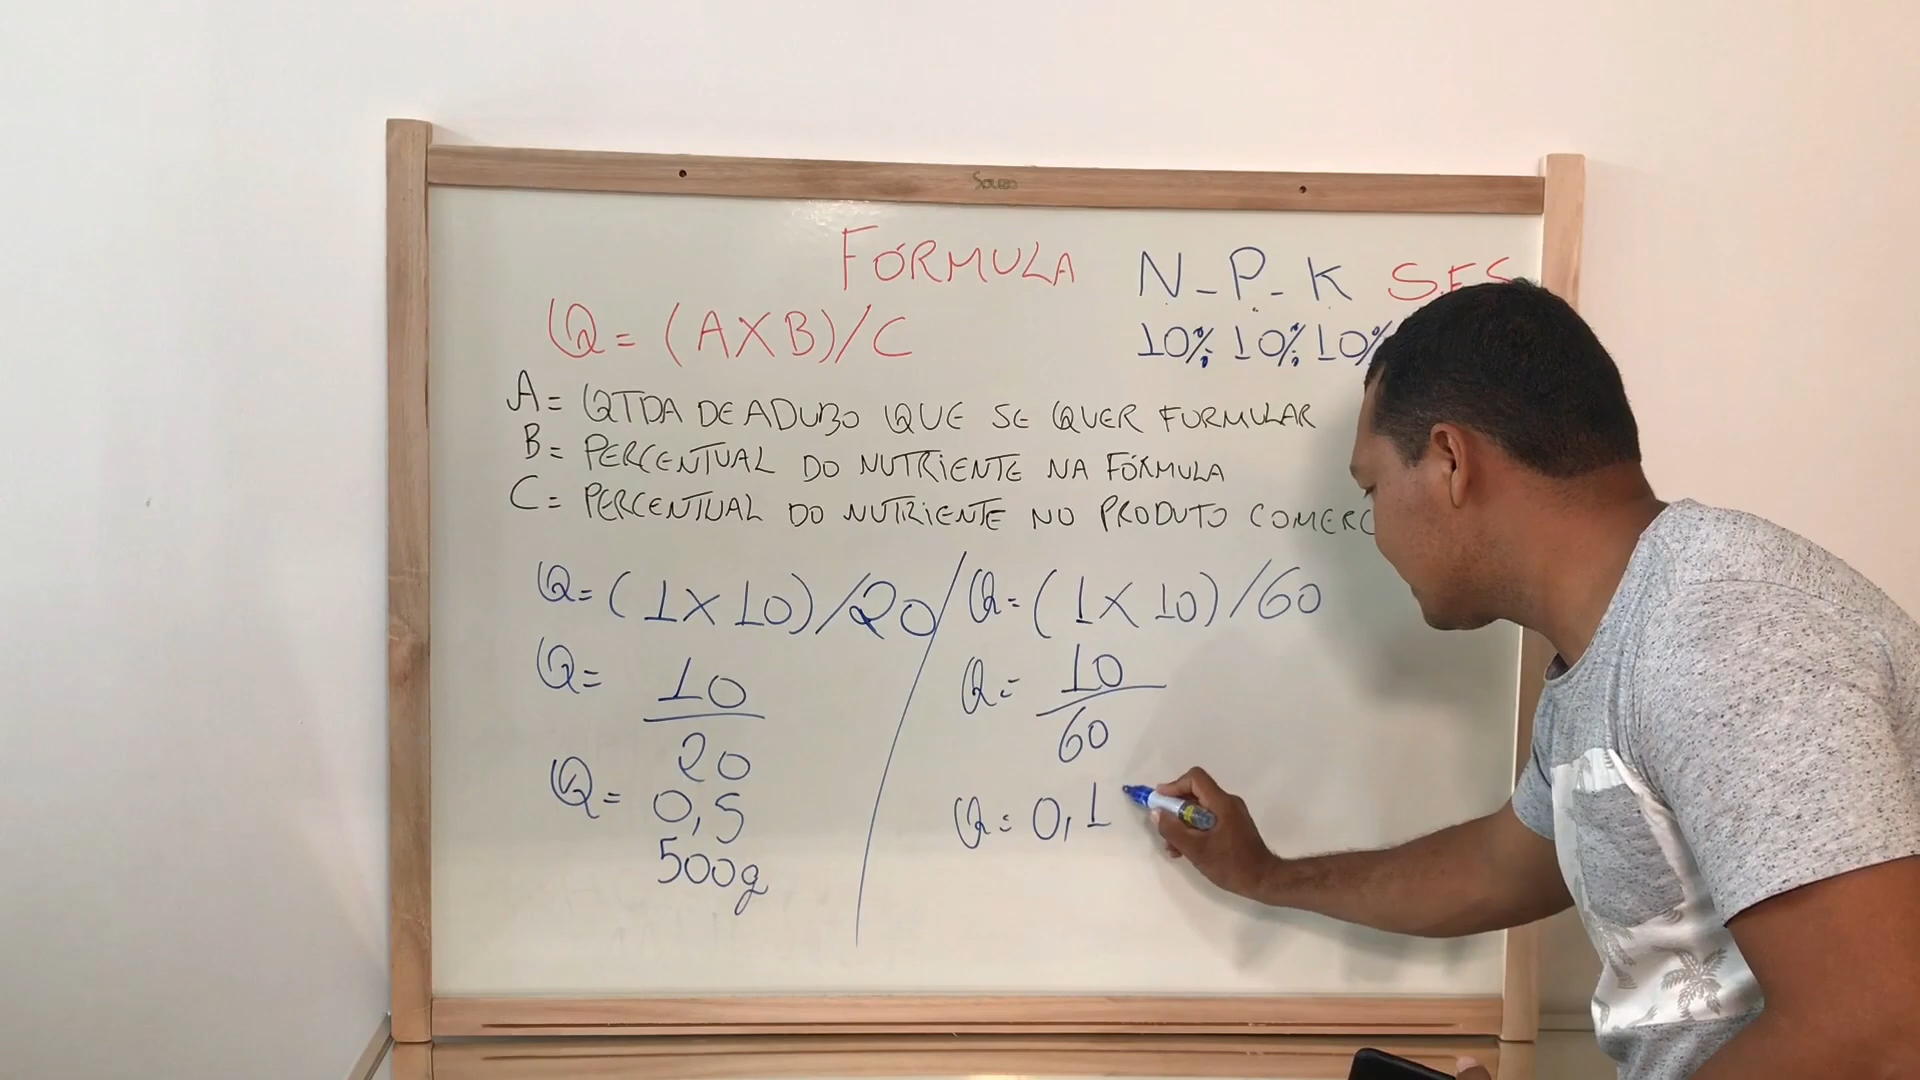 Souza
FÓRMULA N-P-K
Q=(AXB)/C 10% 10% 10%
A= QTDA DE ADUBO QUE SE QUER FORMULAR
B= PERCENTUAL DO NUTRIENTE NA FÓRMULA
C= PERCENTUAL DO NUTRIENTE NO PRODUTO COMERC
Q=(1X10)/20
Q= 10
20
Q= 0,5
500g
Q=(1X10)/60
Q= 10
60
Q= 0,1